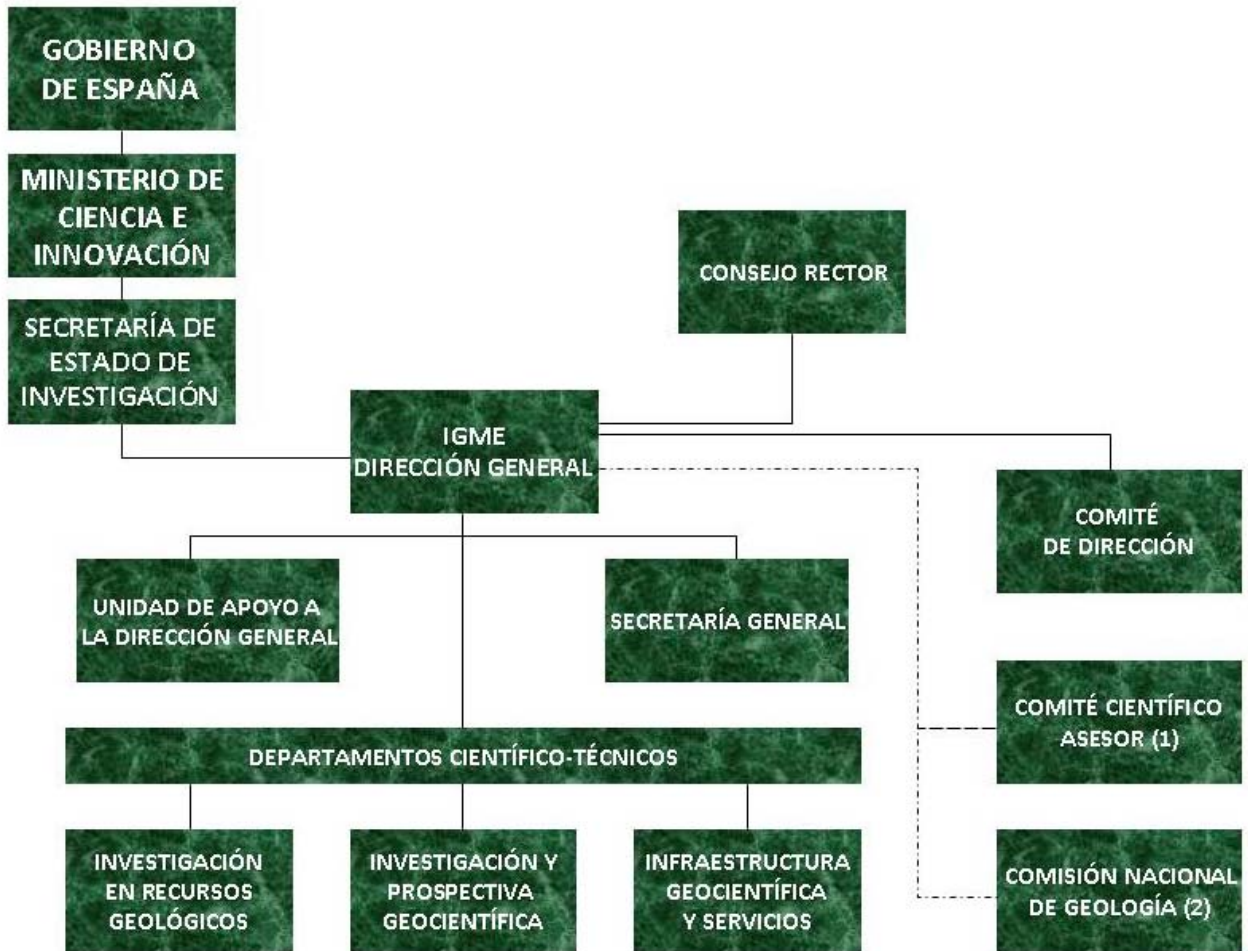 GOBIERNO
DE ESPAÑA
MINISTERIO DE
CIENCIA E
INNOVACIÓN
SECRETARÍA DE
ESTADO DE
INVESTIGACIÓN
CONSEJO RECTOR
IGME
DIRECCIÓN GENERAL
COMITÉ
DE DIRECCIÓN
UNIDAD DE APOYO A
LA DIRECCIÓN GENERAL
SECRETARÍA GENERAL
COMITÉ CIENTÍFICO
ASESOR (1)
DEPARTAMENTOS CIENTÍFICO-TÉCNICOS
INVESTIGACIÓN
EN RECURSOS
GEOLÓGICOS
INVESTIGACIÓN Y
PROSPECTIVA
GEOCIENTÍFICA
INFRAESTRUCTURA
GEOCIENTÍFICA
Y SERVICIOS
COMISIÓN NACIONAL
DE GEOLOGÍA (2)